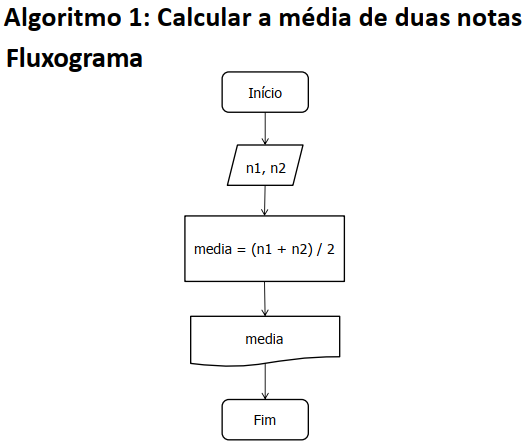 Algoritmo 1: Calcular a média de duas notas
Fluxograma
Início
n1, n2
media = (n1 + n2) / 2
media
Fim